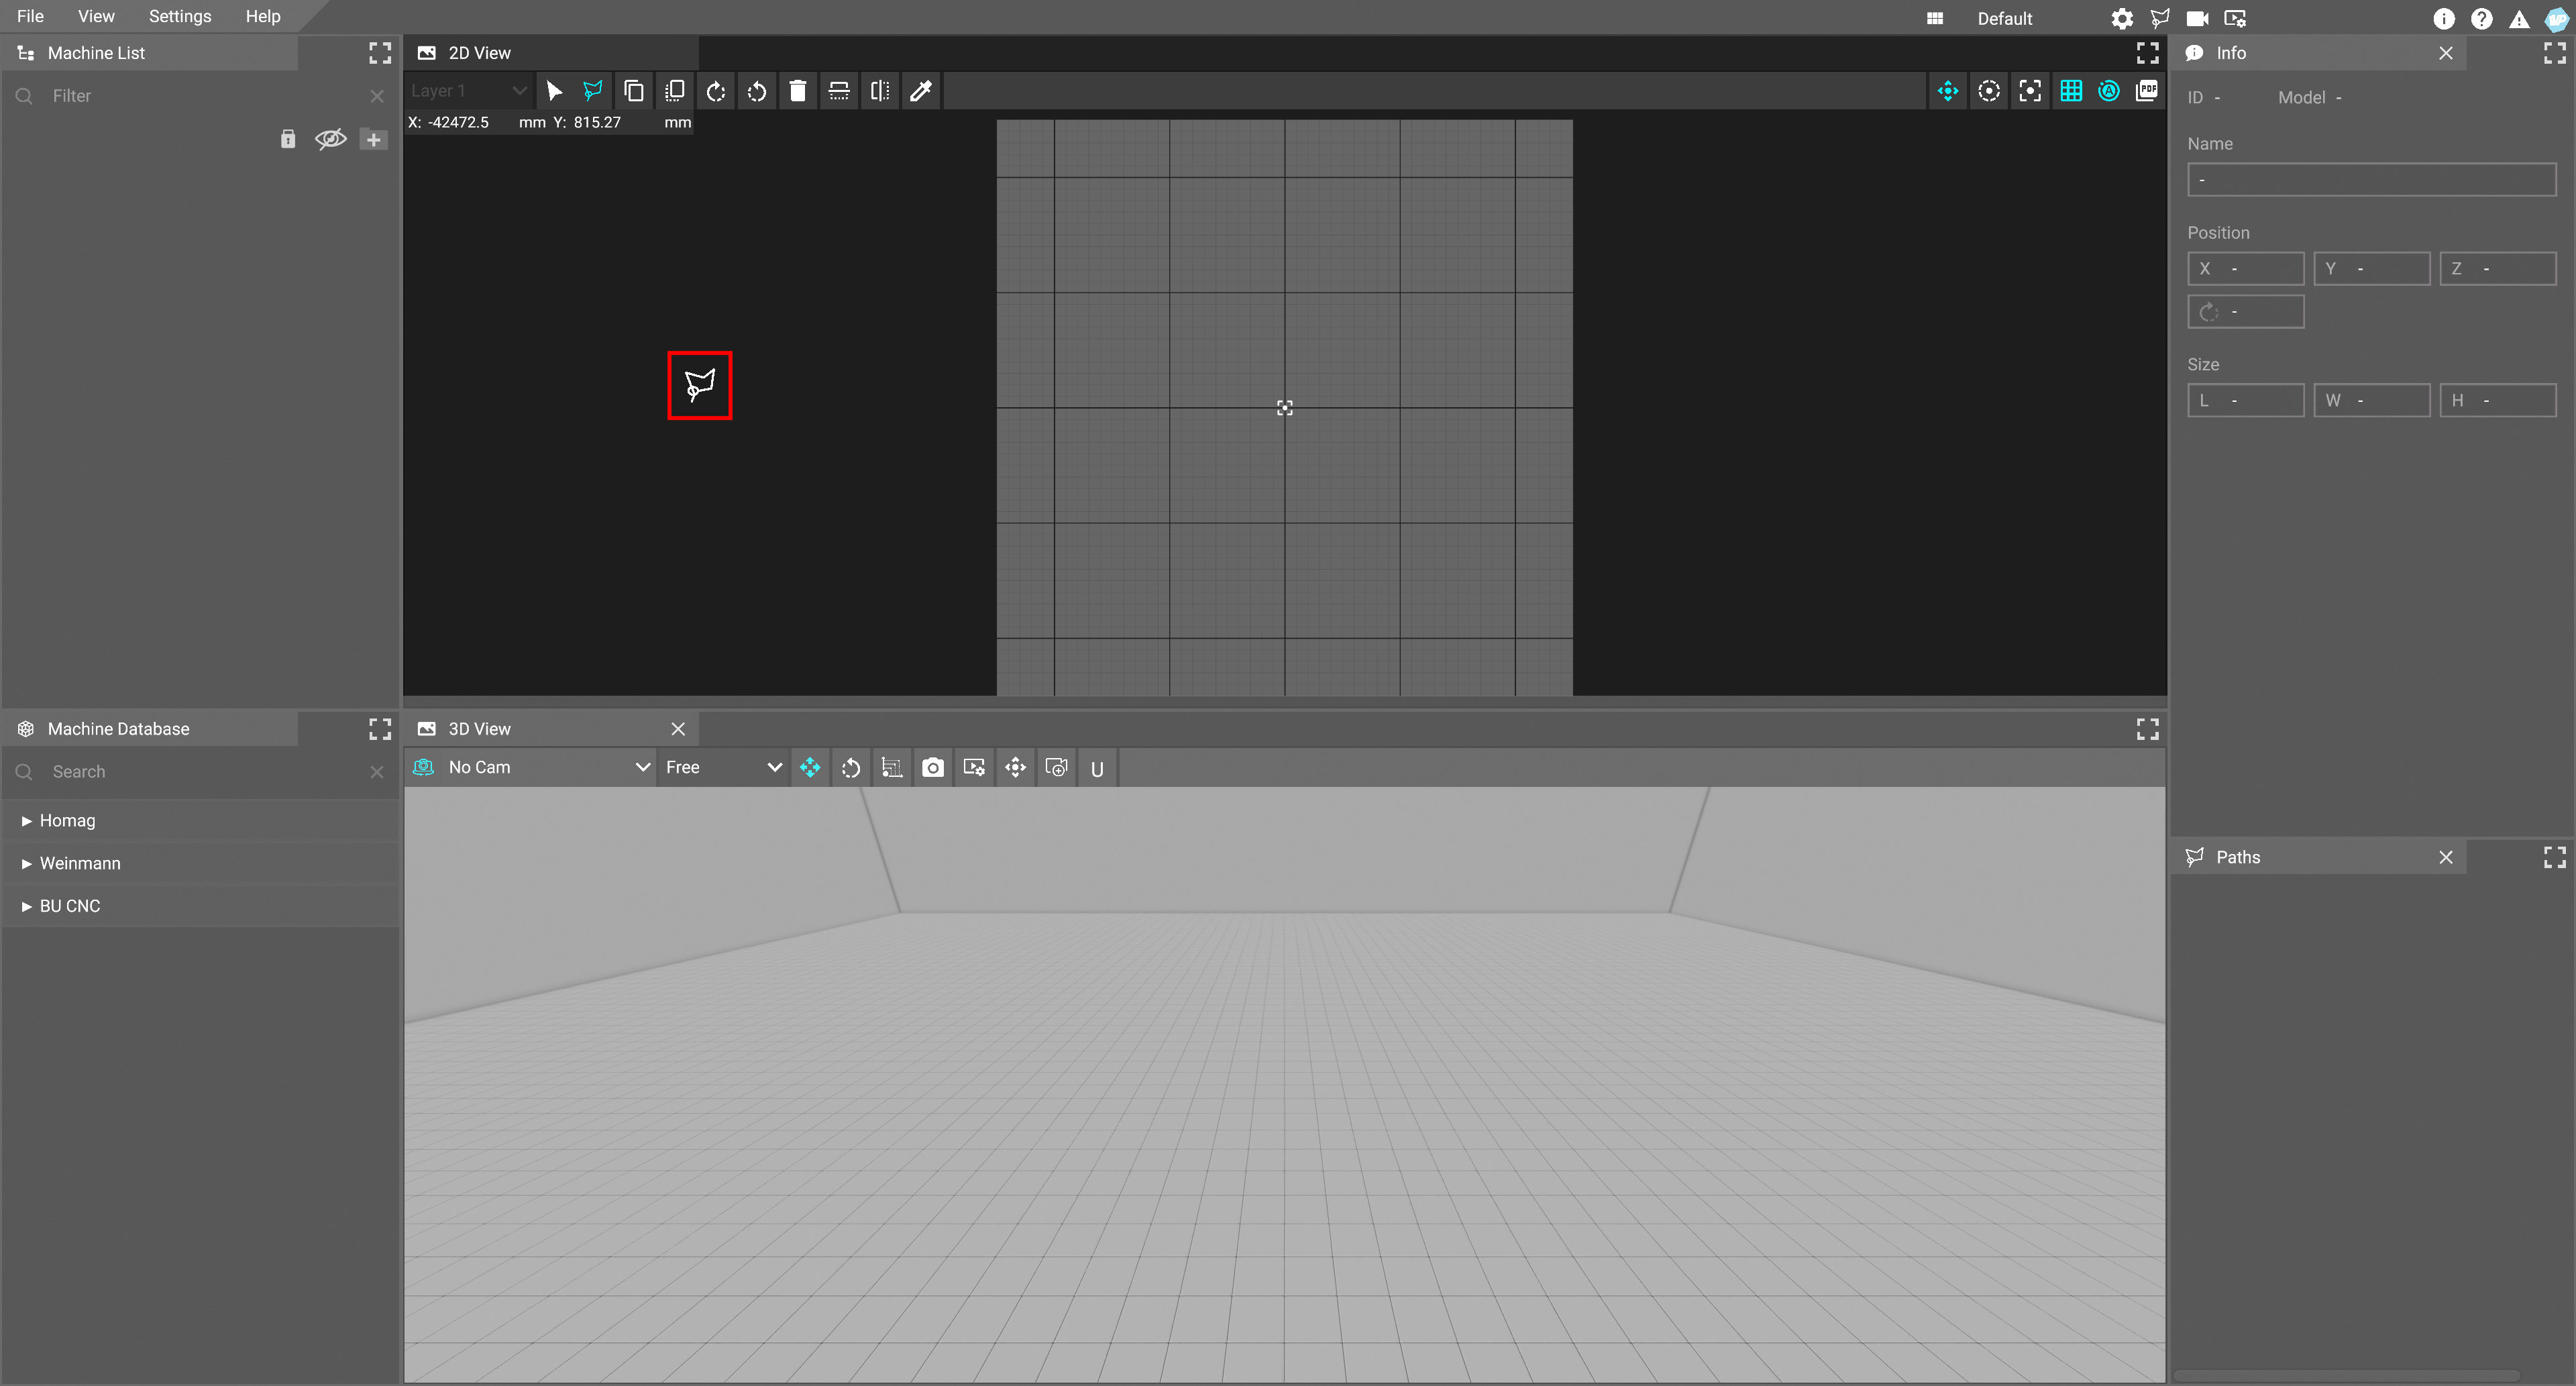 File View Settings Help
Default
Machine List
Filter
2D View
Layer 1
PDF
X: -42472.5 mm Y: 815.27 mm
Info
ID - Model -
Name
-
Position
X - Y - Z -
-
Size
L - W - H -
Machine Database
Search
▶ Homag
▶ Weinmann
▶ BU CNC
3D View
No Cam Free U
Paths